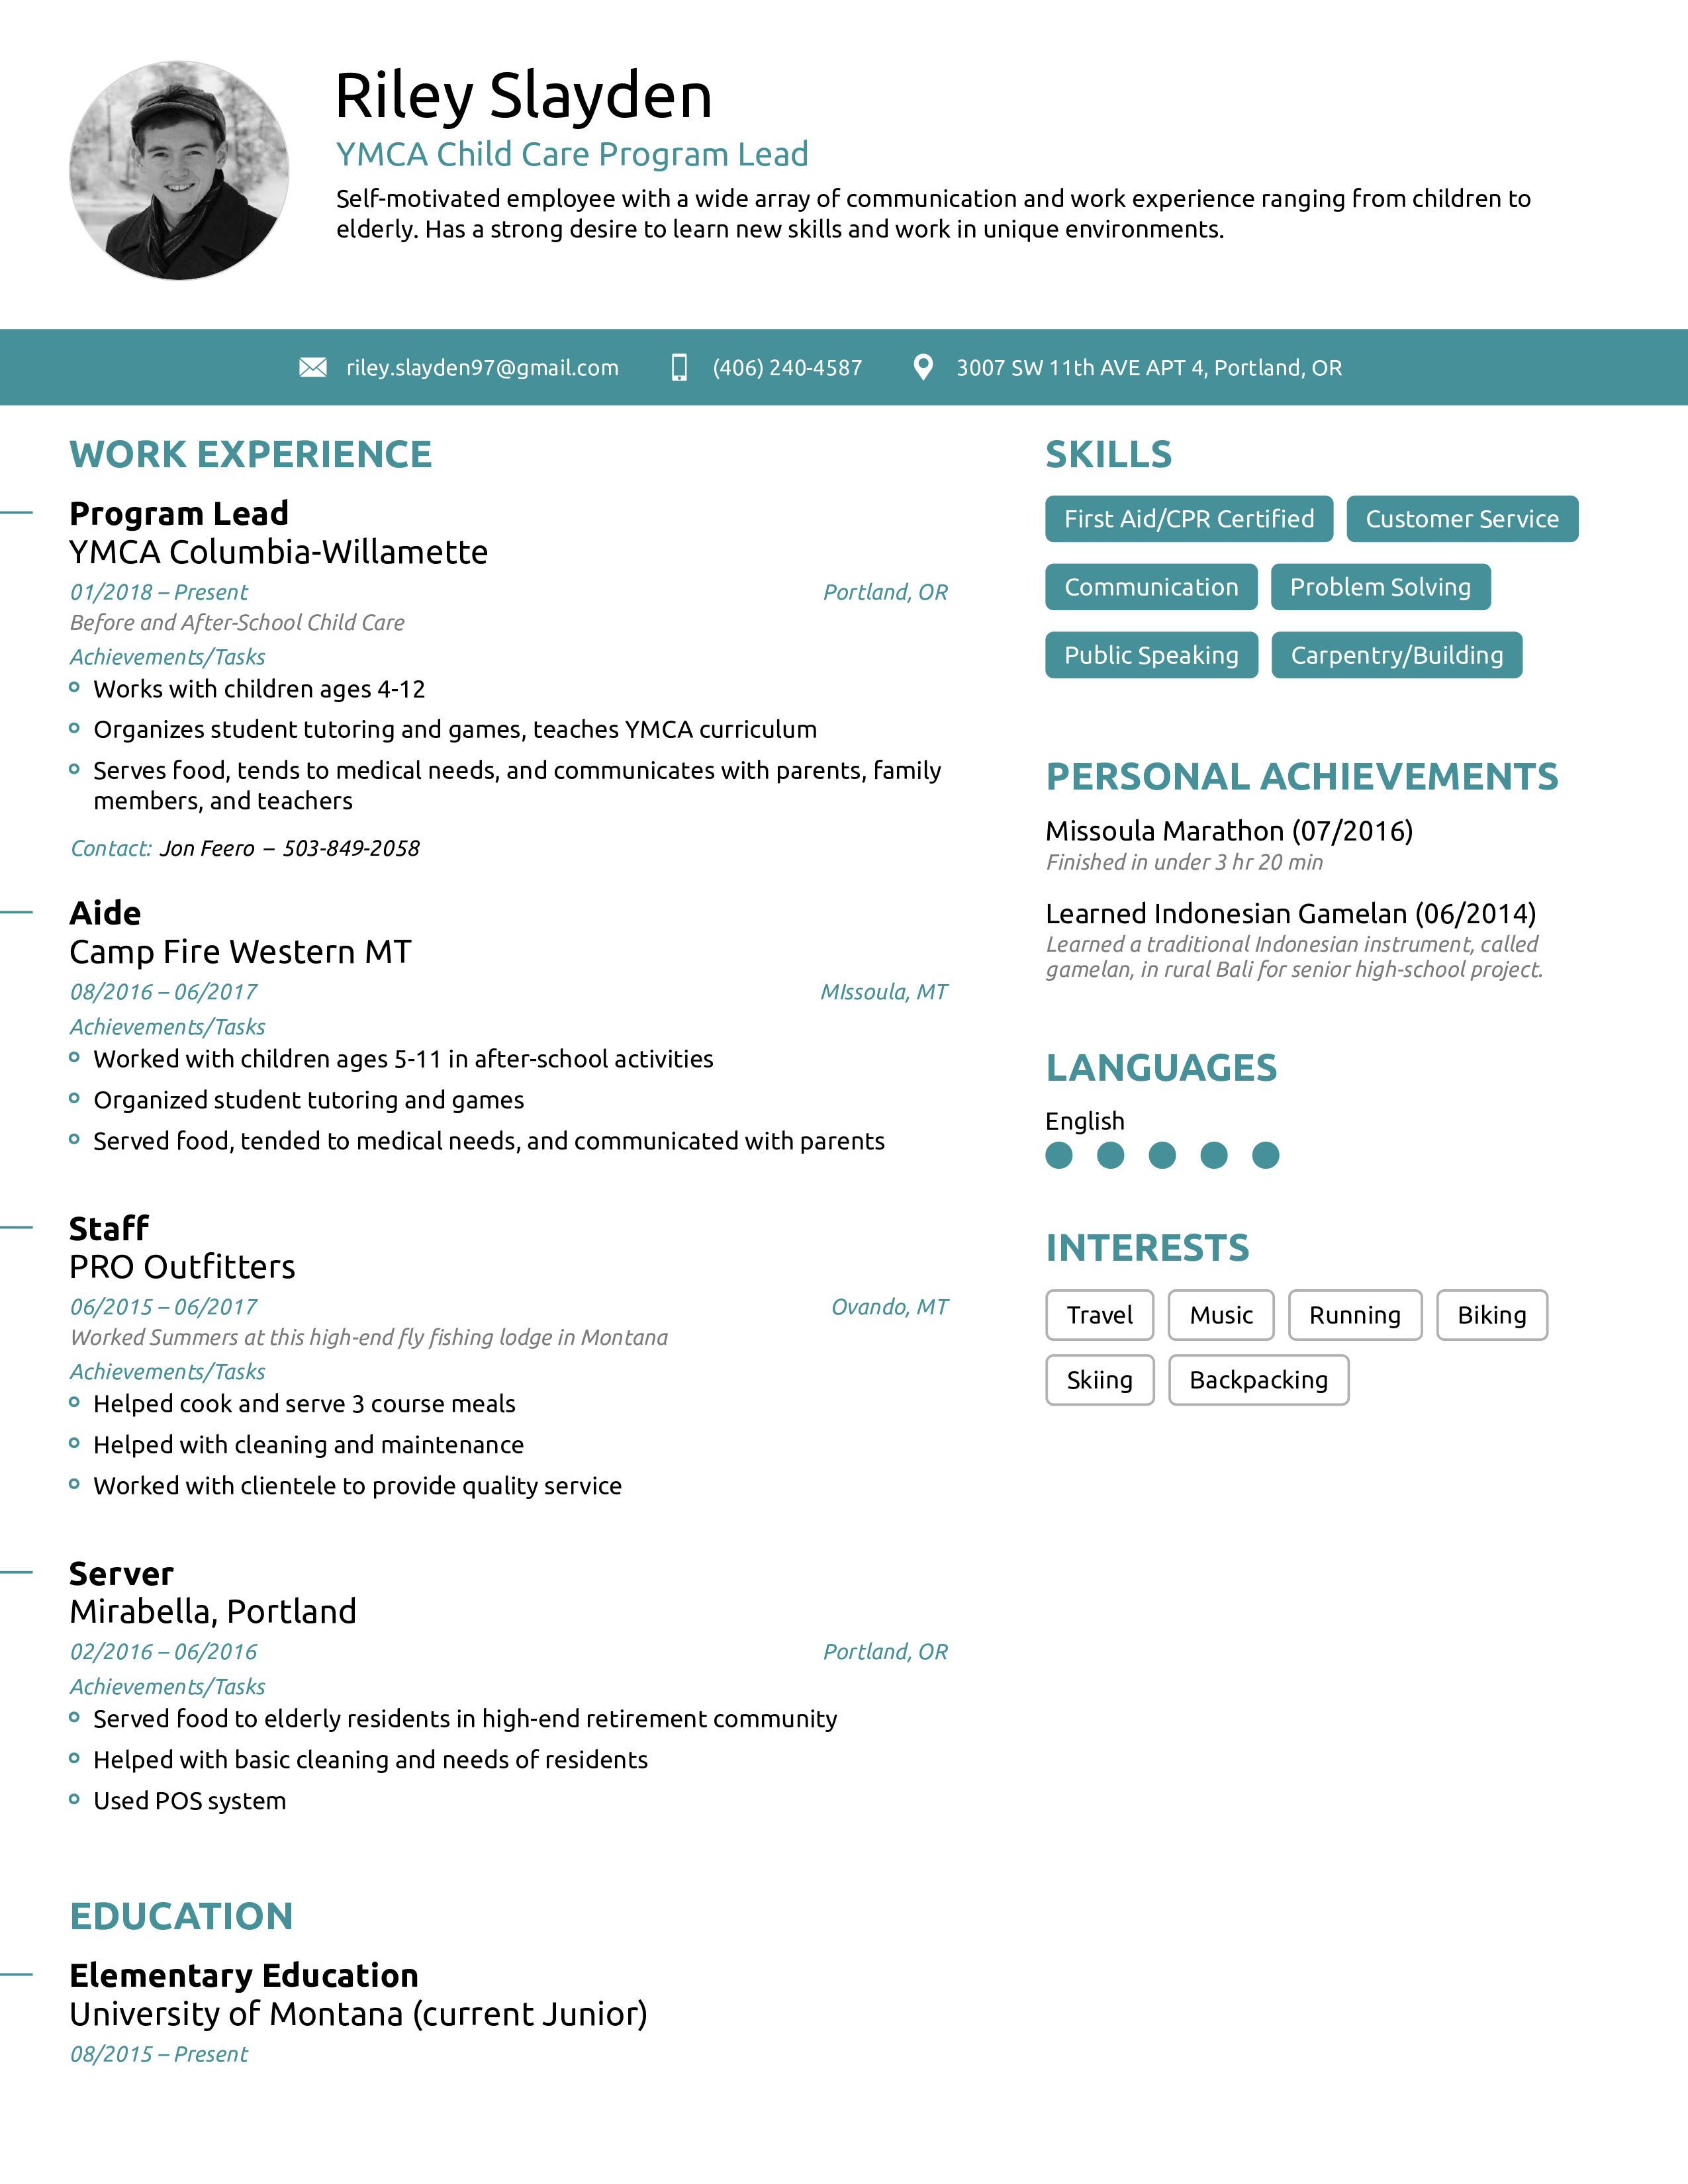 Riley Slayden
YMCA Child Care Program Lead
Self-motivated employee with a wide array of communication and work experience ranging from children to
elderly. Has a strong desire to learn new skills and work in unique environments.
riley.slayden97@gmail.com (406) 240-4587 3007 SW 11th AVE APT 4, Portland, OR
WORK EXPERIENCE
Program Lead
YMCA Columbia-Willamette
01/2018 – Present Portland, OR
Before and After-School Child Care
Achievements/Tasks
Works with children ages 4-12
Organizes student tutoring and games, teaches YMCA curriculum
Serves food, tends to medical needs, and communicates with parents, family
members, and teachers
Contact: Jon Feero – 503-849-2058
Aide
Camp Fire Western MT
08/2016 – 06/2017 MIssoula, MT
Achievements/Tasks
Worked with children ages 5-11 in after-school activities
Organized student tutoring and games
Served food, tended to medical needs, and communicated with parents
Staff
PRO Outfitters
06/2015 – 06/2017 Ovando, MT
Worked Summers at this high-end fly fishing lodge in Montana
Achievements/Tasks
Helped cook and serve 3 course meals
Helped with cleaning and maintenance
Worked with clientele to provide quality service
Server
Mirabella, Portland
02/2016 – 06/2016 Portland, OR
Achievements/Tasks
Served food to elderly residents in high-end retirement community
Helped with basic cleaning and needs of residents
Used POS system
EDUCATION
Elementary Education
University of Montana (current Junior)
08/2015 – Present
SKILLS
First Aid/CPR Certified Customer Service
Communication Problem Solving
Public Speaking Carpentry/Building
PERSONAL ACHIEVEMENTS
Missoula Marathon (07/2016)
Finished in under 3 hr 20 min
Learned Indonesian Gamelan (06/2014)
Learned a traditional Indonesian instrument, called
gamelan, in rural Bali for senior high-school project.
LANGUAGES
English
INTERESTS
Travel Music Running Biking
Skiing Backpacking